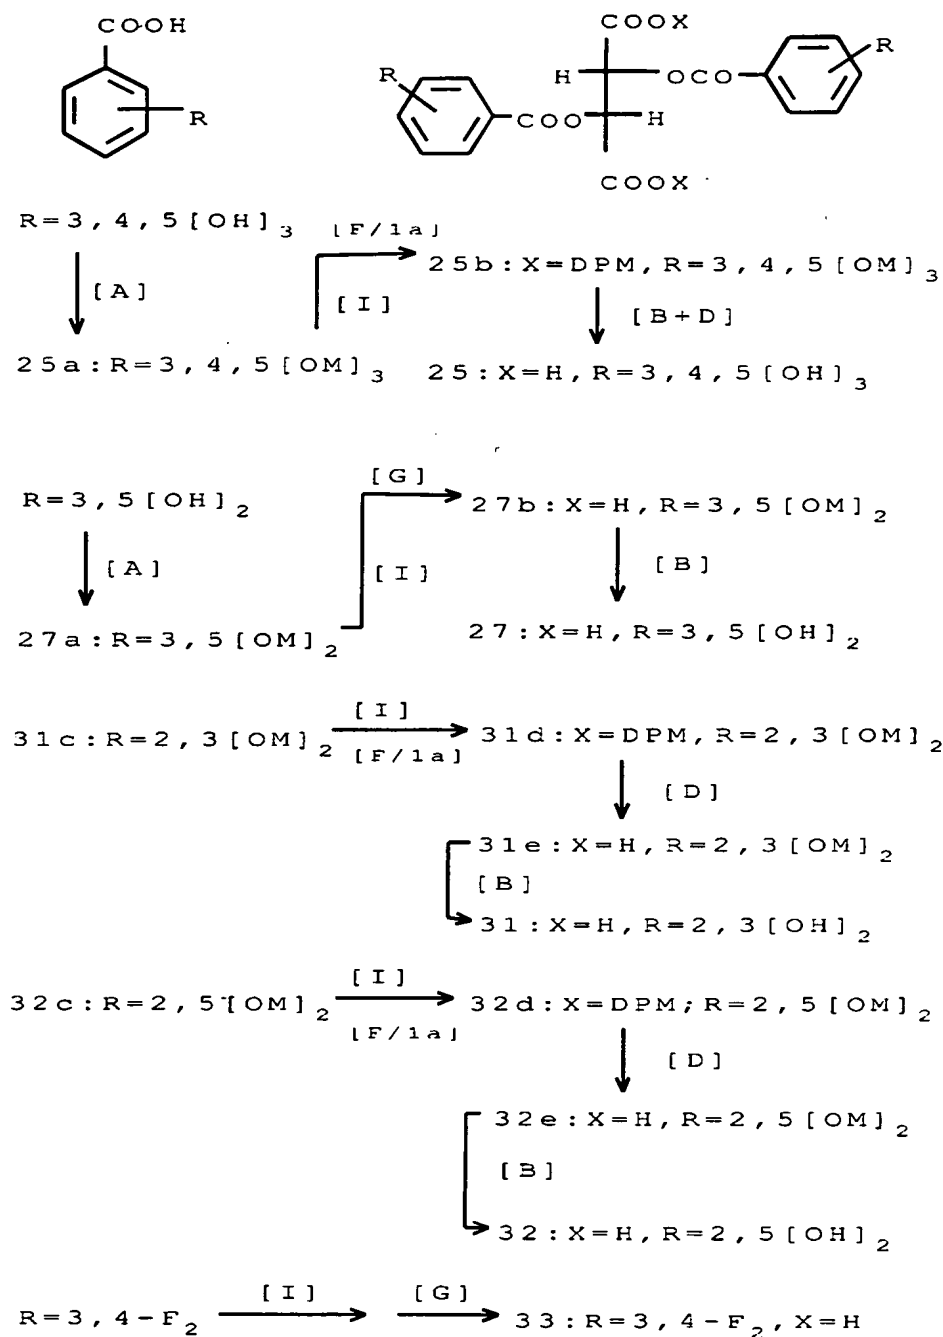 COOH
R
COOX
H
OCO
R
R
COO
H
COOX
R=3,4,5[OH]₃
[A]
25a:R=3,4,5[OM]₃
[F/1a]
[I]
25b:X=DPM,R=3,4,5[OM]₃
[B+D]
25:X=H,R=3,4,5[OH]₃
R=3,5[OH]₂
[A]
27a:R=3,5[OM]₂
[G]
[I]
27b:X=H,R=3,5[OM]₂
[B]
27:X=H,R=3,5[OH]₂
31c:R=2,3[OM]₂
[I]
[F/1a]
31d:X=DPM,R=2,3[OM]₂
[D]
31e:X=H,R=2,3[OM]₂
[B]
31:X=H,R=2,3[OH]₂
32c:R=2,5[OM]₂
[I]
[F/1a]
32d:X=DPM;R=2,5[OM]₂
[D]
32e:X=H,R=2,5[OM]₂
[B]
32:X=H,R=2,5[OH]₂
R=3,4-F₂
[I]
[G]
33:R=3,4-F₂,X=H